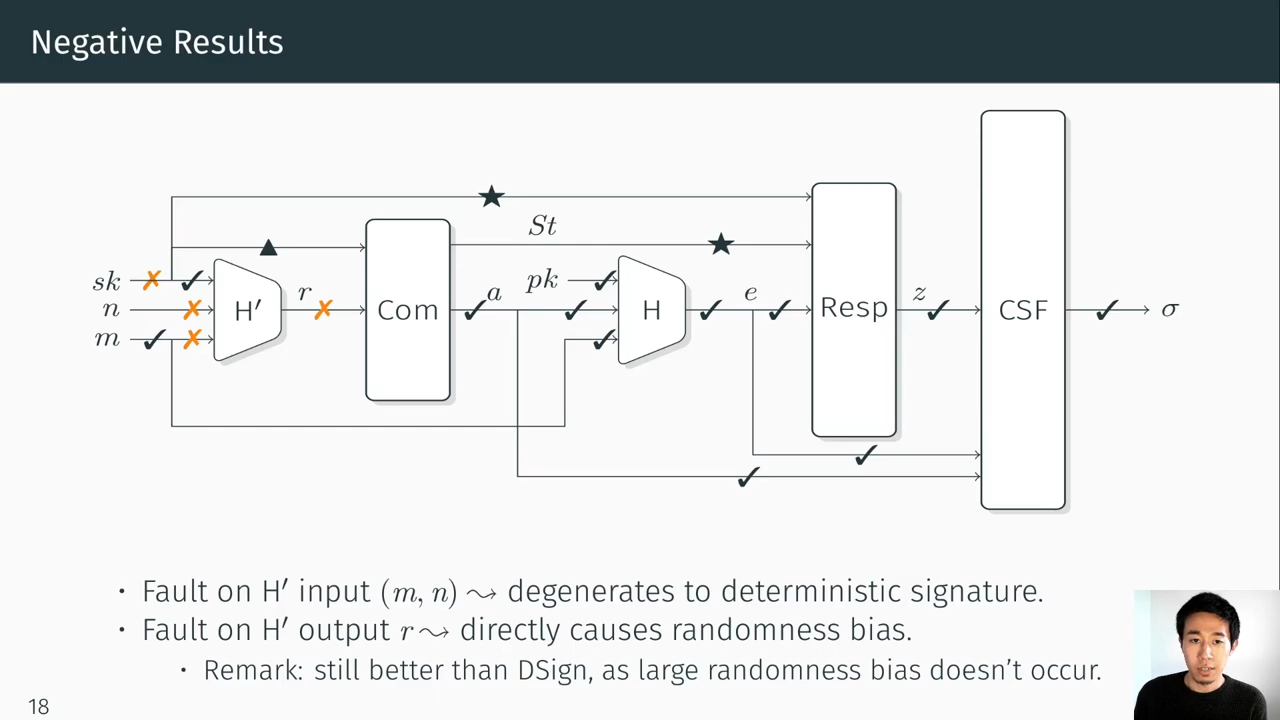 Negative Results
St
sk
n
m
H′
r
Com
a
pk
H
e
Resp
z
CSF
σ
· Fault on H′ input (m, n) ⇝ degenerates to deterministic signature.
· Fault on H′ output r ⇝ directly causes randomness bias.
· Remark: still better than DSign, as large randomness bias doesn't occur.
18